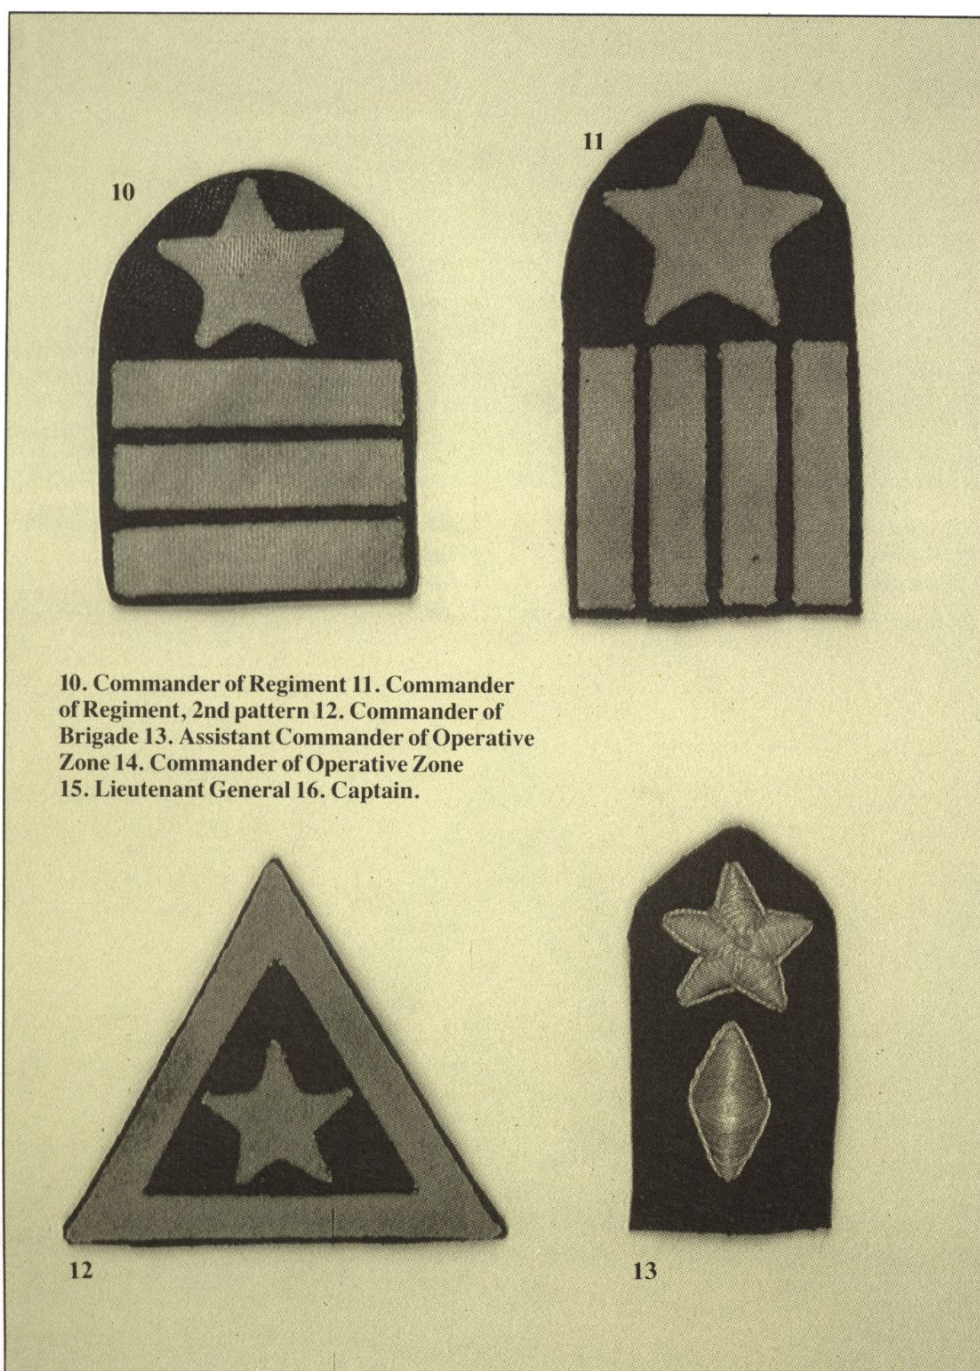 10
11
10. Commander of Regiment 11. Commander
of Regiment, 2nd pattern 12. Commander of
Brigade 13. Assistant Commander of Operative
Zone 14. Commander of Operative Zone
15. Lieutenant General 16. Captain.
12
13